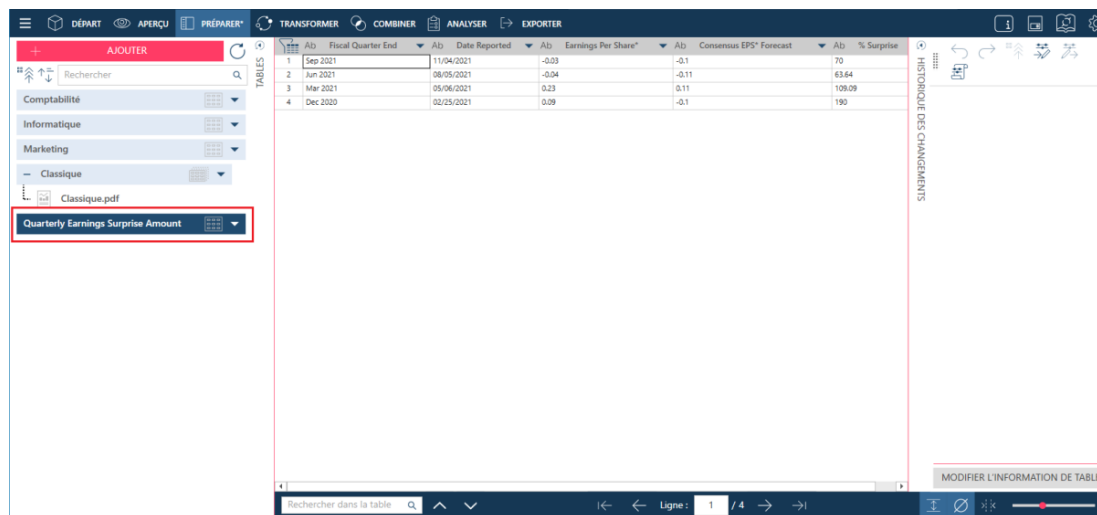 DÉPART APERÇU PRÉPARER* TRANSFORMER COMBINER ANALYSER EXPORTER
AJOUTER
Rechercher
Comptabilité
Informatique
Marketing
Classique
Classique.pdf
Quarterly Earnings Surprise Amount
TABLES
Ab Fiscal Quarter End Ab Date Reported Ab Earnings Per Share* Ab Consensus EPS* Forecast Ab % Surprise
1 Sep 2021 11/04/2021 -0.03 -0.1 70
2 Jun 2021 08/05/2021 -0.04 -0.11 63.64
3 Mar 2021 05/06/2021 0.23 0.11 109.09
4 Dec 2020 02/25/2021 0.09 -0.1 190
HISTORIQUE DES CHANGEMENTS
MODIFIER L'INFORMATION DE TABL
Rechercher dans la table Ligne : 1 / 4